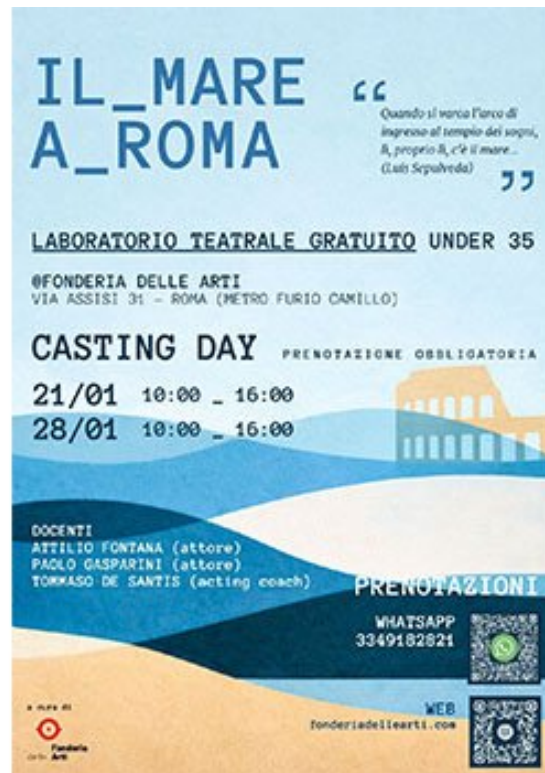 IL_MARE
A_ROMA
“
Quando si varca l'arco di
ingresso al tempio dei sogni,
lì, proprio lì, c'è il mare...
(Luis Sepulveda)
”
LABORATORIO TEATRALE GRATUITO UNDER 35
@FONDERIA DELLE ARTI
VIA ASSISI 31 – ROMA (METRO FURIO CAMILLO)
CASTING DAY PRENOTAZIONE OBBLIGATORIA
21/01 10:00 _ 16:00
28/01 10:00 _ 16:00
DOCENTI
ATTILIO FONTANA (attore)
PAOLO GASPARINI (attore)
TOMMASO DE SANTIS (acting coach)
PRENOTAZIONI
WHATSAPP
3349182821
WEB
fonderiadellearti.com
a cura di
Fonderia
delle Arti